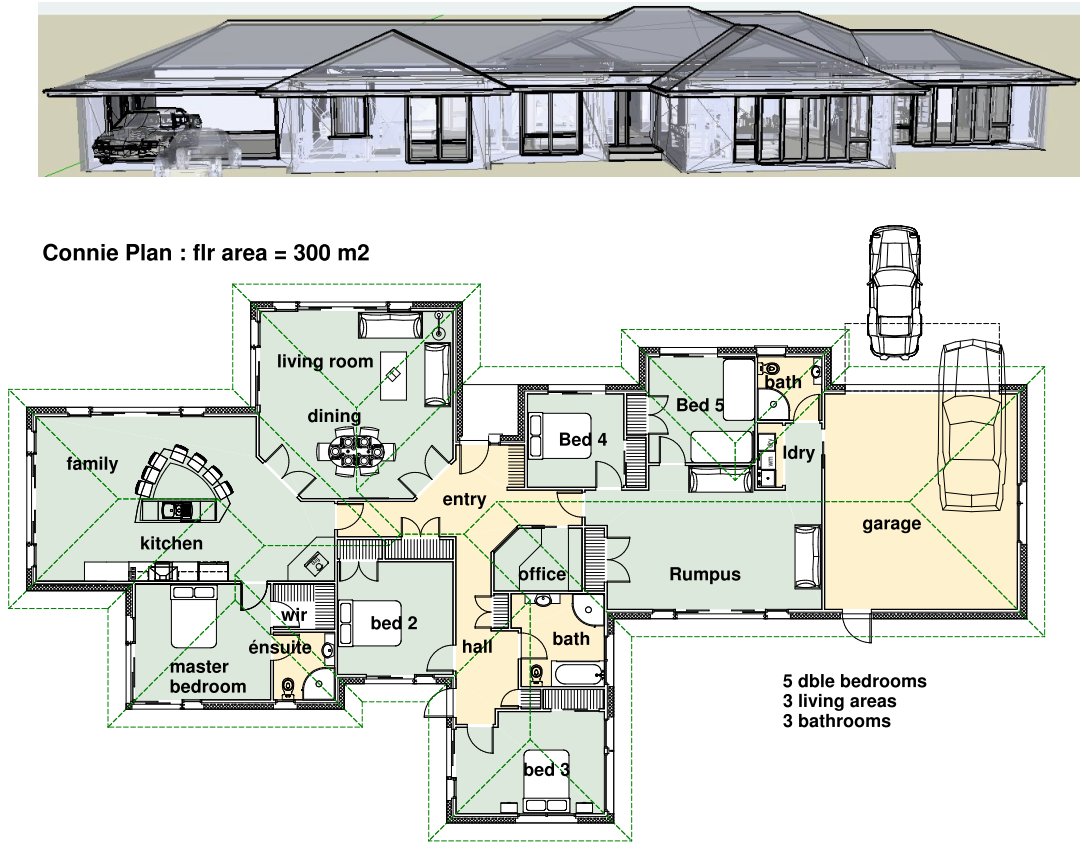 Connie Plan : flr area = 300 m2
living room
dining
family
kitchen
entry
Bed 4
Bed 5
bath
ldry
garage
office
Rumpus
wir
énsuite
master
bedroom
bed 2
hall
bath
bed 3
5 dble bedrooms
3 living areas
3 bathrooms